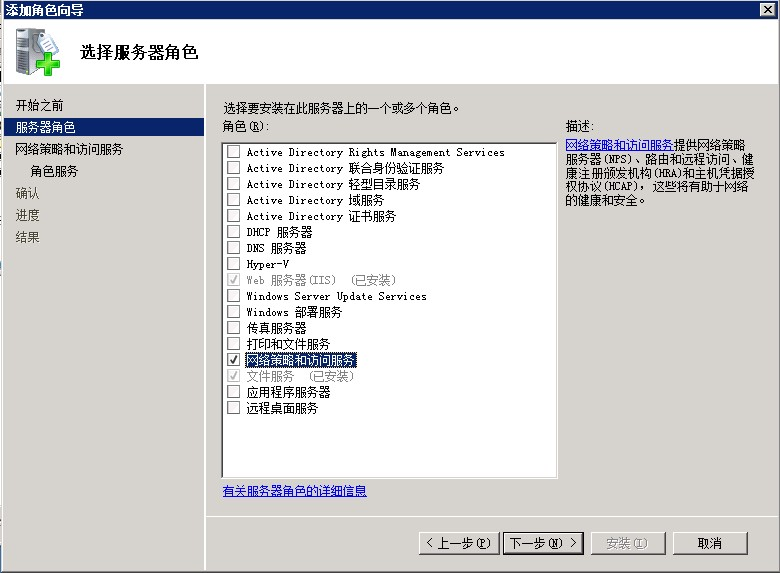 添加角色向导
选择服务器角色
开始之前
服务器角色
网络策略和访问服务
角色服务
确认
进度
结果
选择要安装在此服务器上的一个或多个角色。
角色(R):
Active Directory Rights Management Services
Active Directory 联合身份验证服务
Active Directory 轻型目录服务
Active Directory 域服务
Active Directory 证书服务
DHCP 服务器
DNS 服务器
Hyper-V
Web 服务器(IIS) (已安装)
Windows Server Update Services
Windows 部署服务
传真服务器
打印和文件服务
网络策略和访问服务
文件服务 (已安装)
应用程序服务器
远程桌面服务
有关服务器角色的详细信息
描述:
网络策略和访问服务提供网络策略
服务器(NPS)、路由和远程访问、健
康注册颁发机构(HRA)和主机凭据授
权协议(HCAP)，这些将有助于网络
的健康和安全。
< 上一步(P)
下一步(N) >
安装(I)
取消